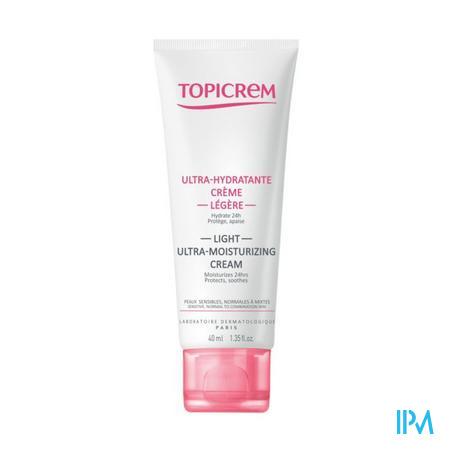 TOPICREM
ULTRA-HYDRATANTE
CRÈME
LÉGÈRE
Hydrate 24h
Protège, apaise
LIGHT
ULTRA-MOISTURIZING
CREAM
Moisturizes 24hrs
Protects, soothes
PEAUX SENSIBLES, NORMALES À MIXTES
SENSITIVE, NORMAL TO COMBINATION SKIN
LABORATOIRE DERMATOLOGIQUE
PARIS
40 ml 1.35 fl.oz.
IPM